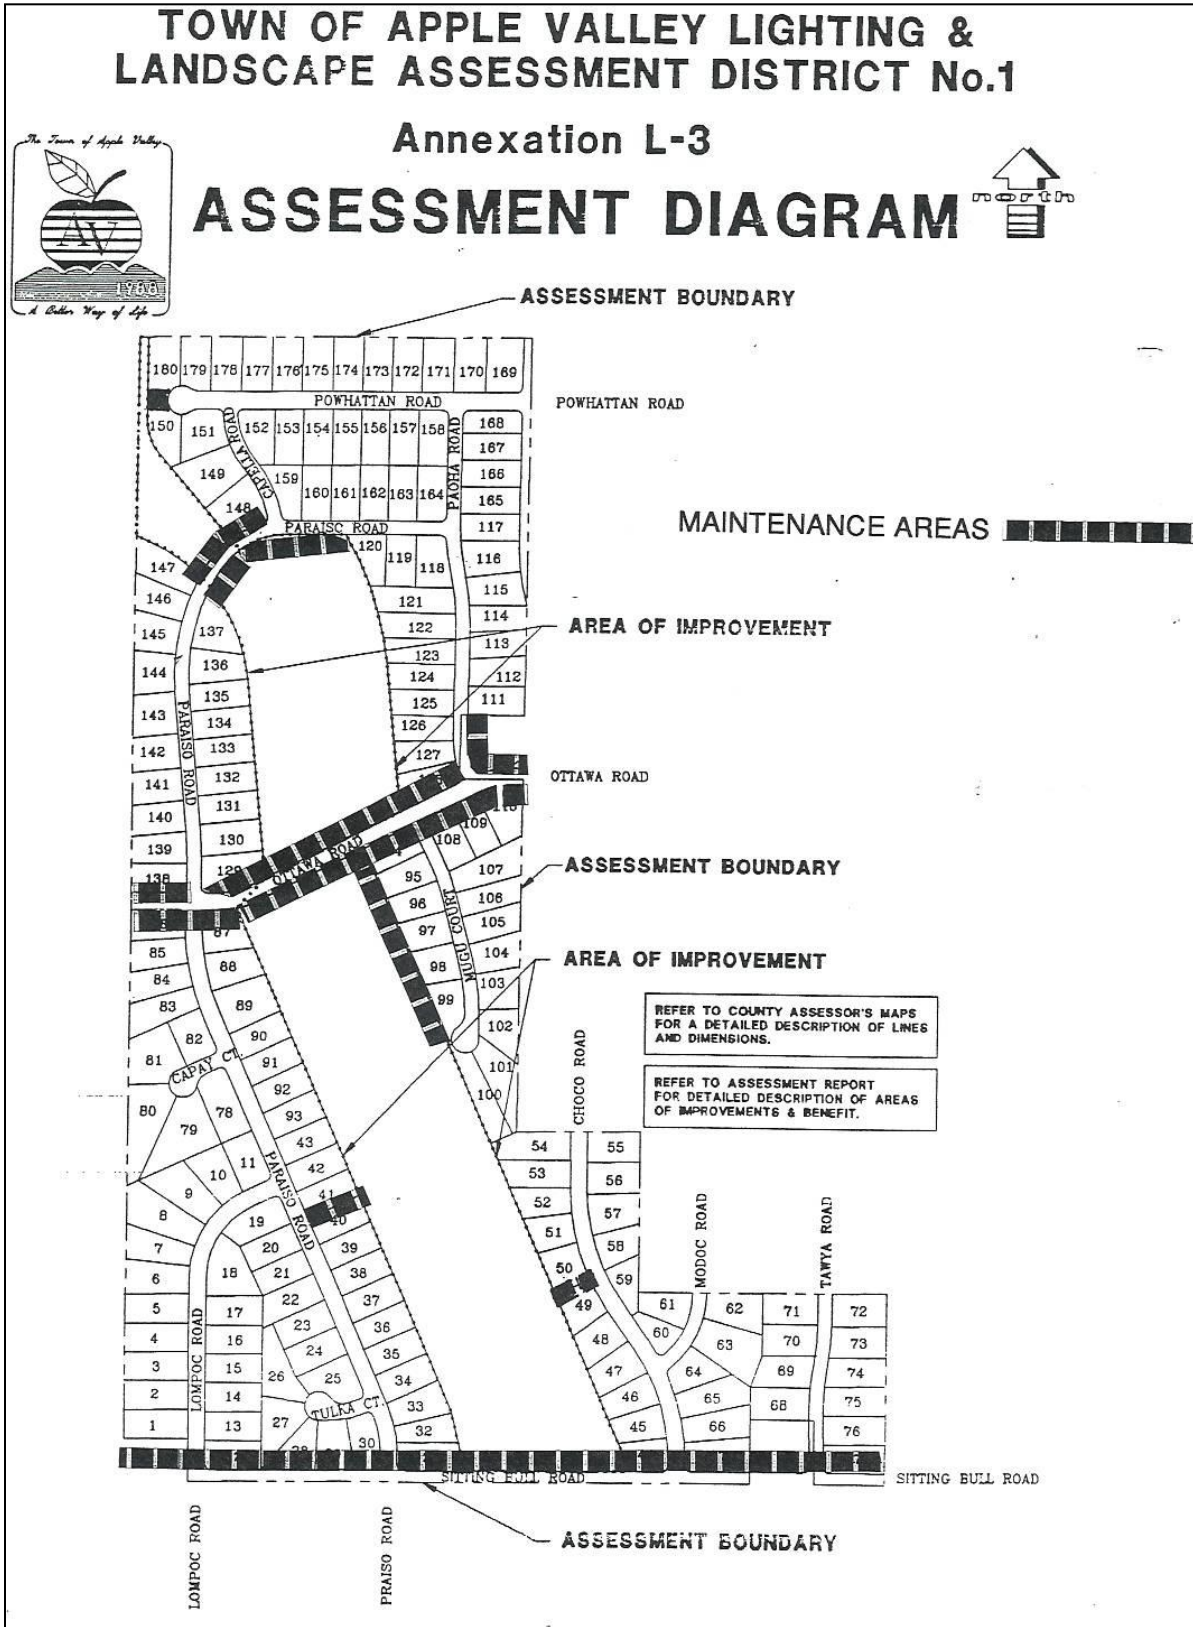 TOWN OF APPLE VALLEY LIGHTING &
LANDSCAPE ASSESSMENT DISTRICT No.1
Annexation L-3
ASSESSMENT DIAGRAM
north
The Town of Apple Valley
AV
1988
A Better Way of Life
ASSESSMENT BOUNDARY
180 179 178 177 176 175 174 173 172 171 170 169
POWHATTAN ROAD
POWHATTAN ROAD
150 151 152 153 154 155 156 157 158 168
CAPELLA ROAD
PAOHA ROAD
167
149 159 166
160 161 162 163 164 165
148
PARAISO ROAD
117
MAINTENANCE AREAS
120 119 118 116
147
146 121 115
145 137 122 114
AREA OF IMPROVEMENT
144 136 123 113
124 112
143 135 125 111
134 126
142 133 127
PARAISO ROAD
141 132
OTTAWA ROAD
140 131
139 130 108 109
OTTAWA ROAD
138 129 95 107
ASSESSMENT BOUNDARY
96 106
97 105
MUGU COURT
87
85 88 98 104
AREA OF IMPROVEMENT
84 99 103
83 89 102
82 90
81 91 101
CAPAY CT.
80 78 92 100
79 93
REFER TO COUNTY ASSESSOR'S MAPS
FOR A DETAILED DESCRIPTION OF LINES
AND DIMENSIONS.
REFER TO ASSESSMENT REPORT
FOR DETAILED DESCRIPTION OF AREAS
OF IMPROVEMENTS & BENEFIT.
CHOCO ROAD
43 54 55
10 11 42 53 56
9 41 52 57
8 19 40 51 58
PARAISO ROAD
7 20 39 50 59
6 18 21 38 49
MODOC ROAD
TAWYA ROAD
5 17 22 37 61 62 71 72
4 16 23 36 48 60 63 70 73
3 15 24 35 47 64 69 74
2 14 26 25 34 46 65 68 75
LOMPOC ROAD
1 13 27 33 45 66 76
TULKA CT.
28 30 32
SITTING BULL ROAD
SITTING BULL ROAD
ASSESSMENT BOUNDARY
LOMPOC ROAD
PRAISO ROAD